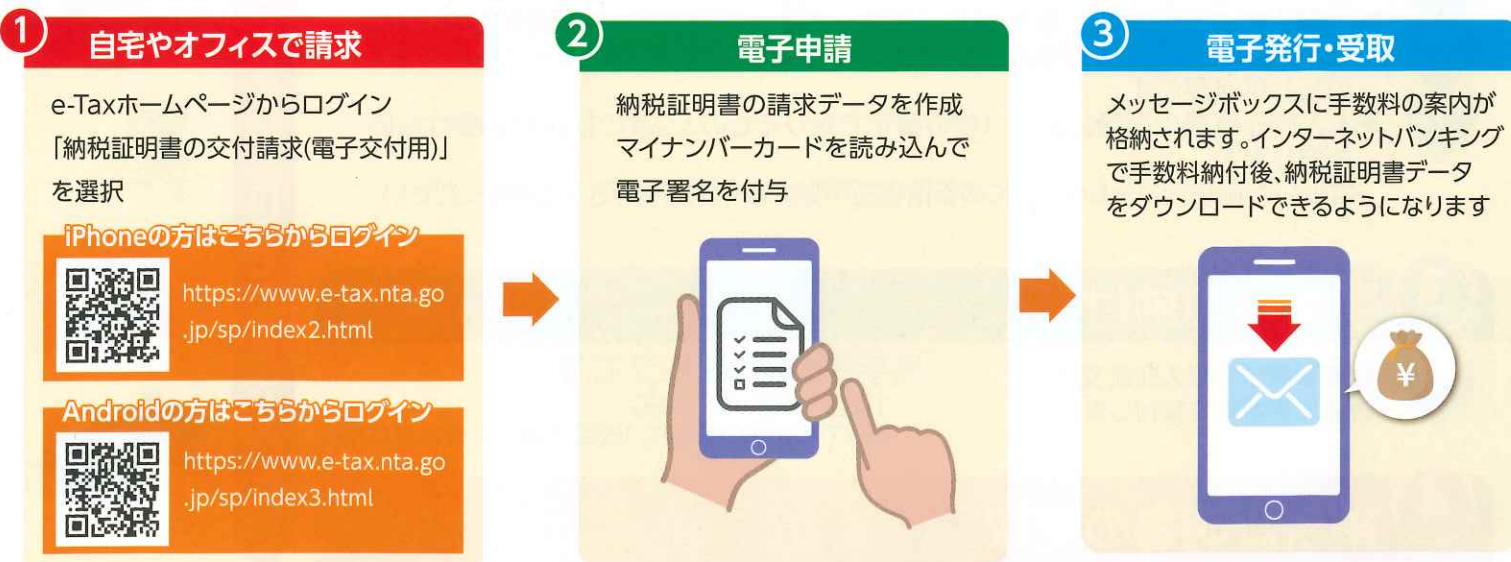 1
自宅やオフィスで請求
e-Taxホームページからログイン
「納税証明書の交付請求(電子交付用)」
を選択
iPhoneの方はこちらからログイン
https://www.e-tax.nta.go
.jp/sp/index2.html
Androidの方はこちらからログイン
https://www.e-tax.nta.go
.jp/sp/index3.html
2
電子申請
納税証明書の請求データを作成
マイナンバーカードを読み込んで
電子署名を付与
3
電子発行・受取
メッセージボックスに手数料の案内が
格納されます。インターネットバンキング
で手数料納付後、納税証明書データ
をダウンロードできるようになります
¥